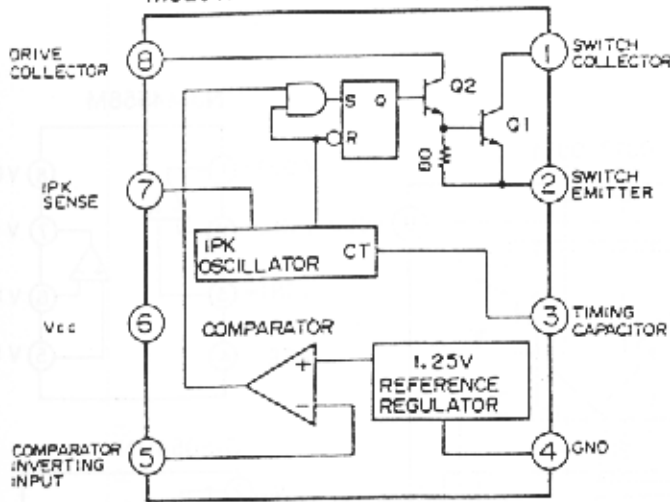 DRIVE
COLLECTOR
8
1
SWITCH
COLLECTOR
Q2
S
Q
Q1
R
80
IPK
SENSE
7
2
SWITCH
EMITTER
IPK
OSCILLATOR
CT
Vcc
6
3
TIMING
CAPACITOR
COMPARATOR
+
−
1.25V
REFERENCE
REGULATOR
COMPARATOR
INVERTING
INPUT
5
4
GND